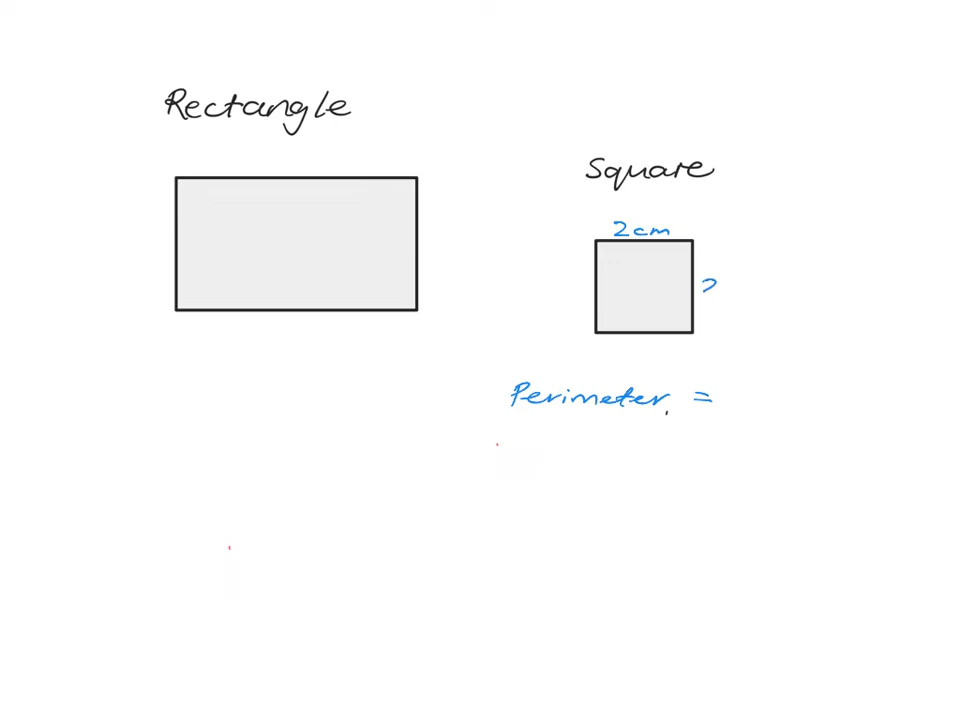 Rectangle
Square
2cm
Perimeter =